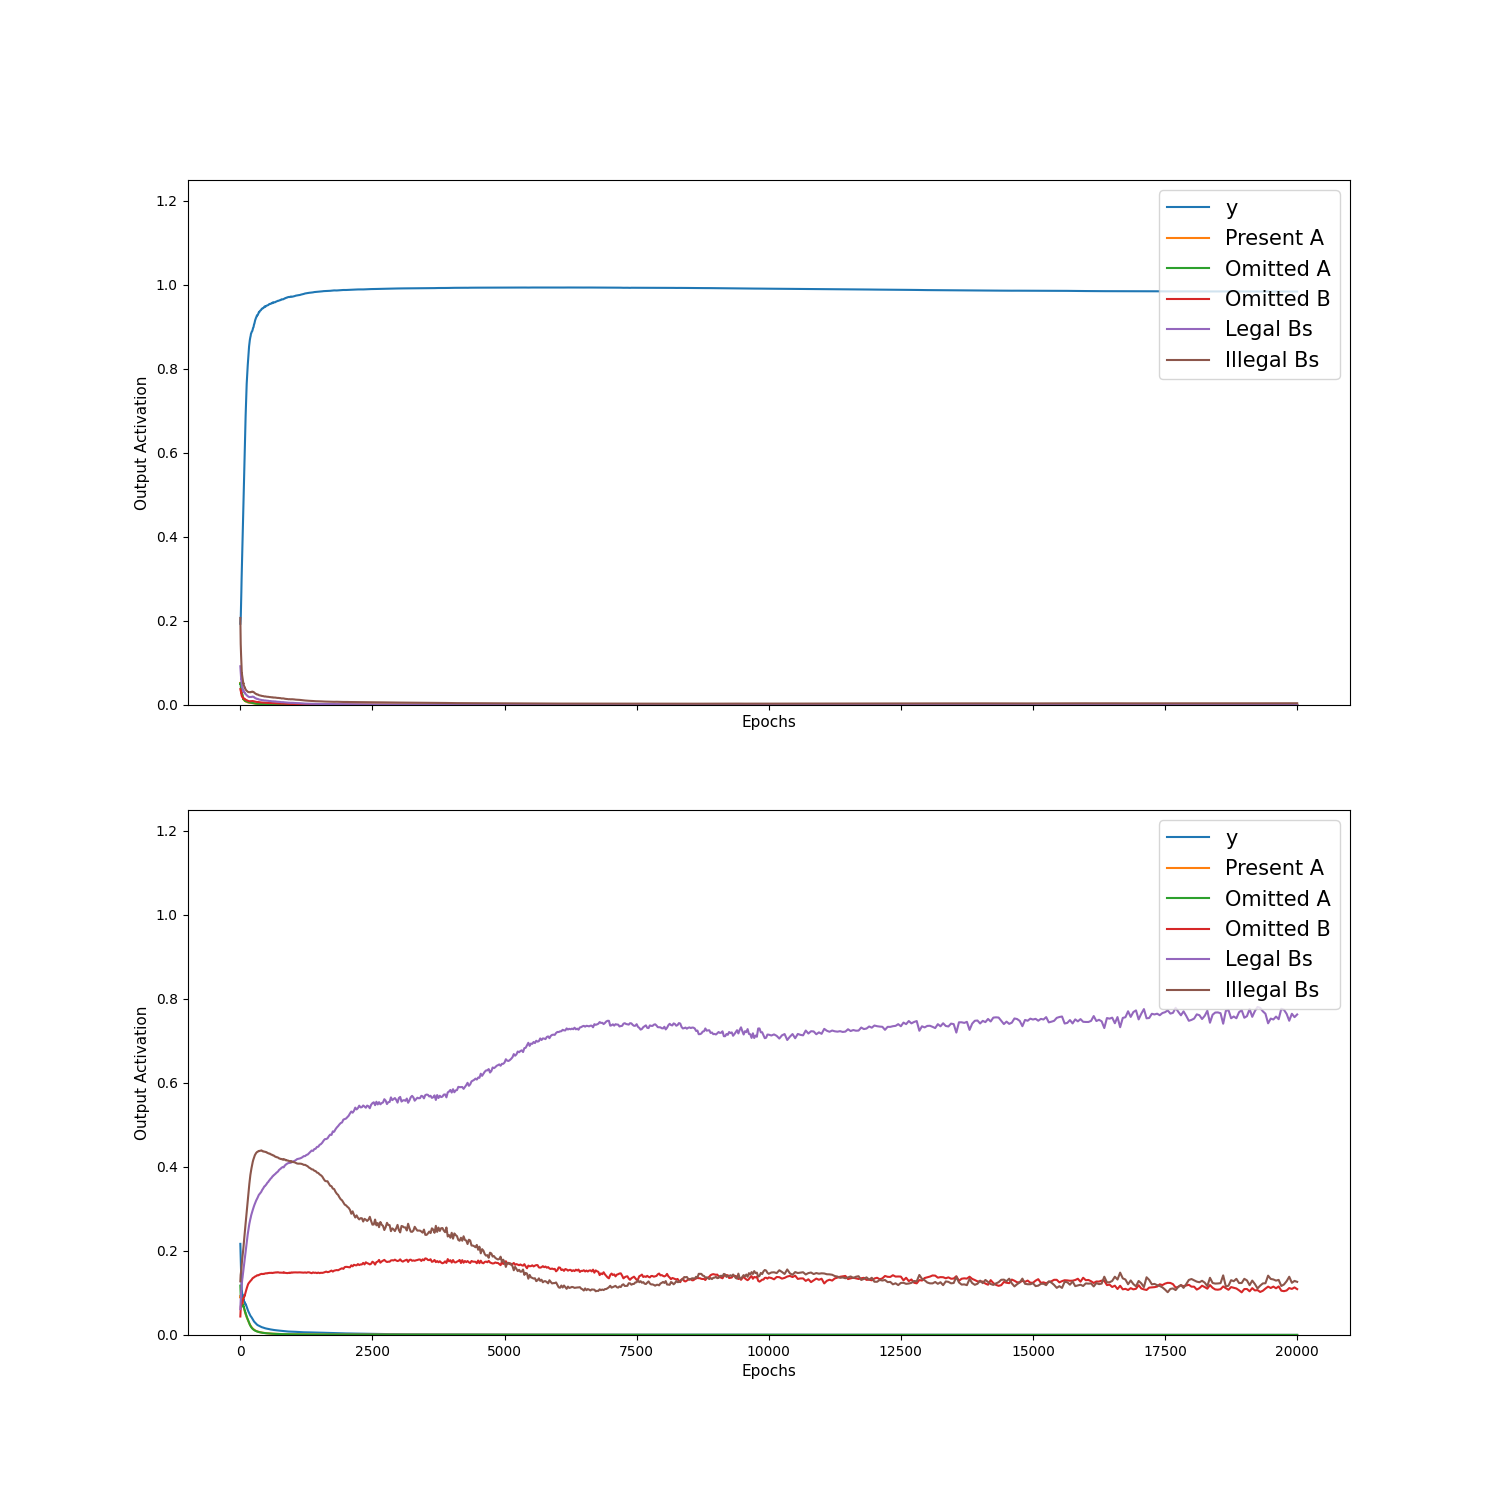 1.2
1.0
0.8
0.6
0.4
0.2
0.0
Output Activation
Epochs
y
Present A
Omitted A
Omitted B
Legal Bs
Illegal Bs
1.2
1.0
0.8
0.6
0.4
0.2
0.0
Output Activation
0 2500 5000 7500 10000 12500 15000 17500 20000
Epochs
y
Present A
Omitted A
Omitted B
Legal Bs
Illegal Bs